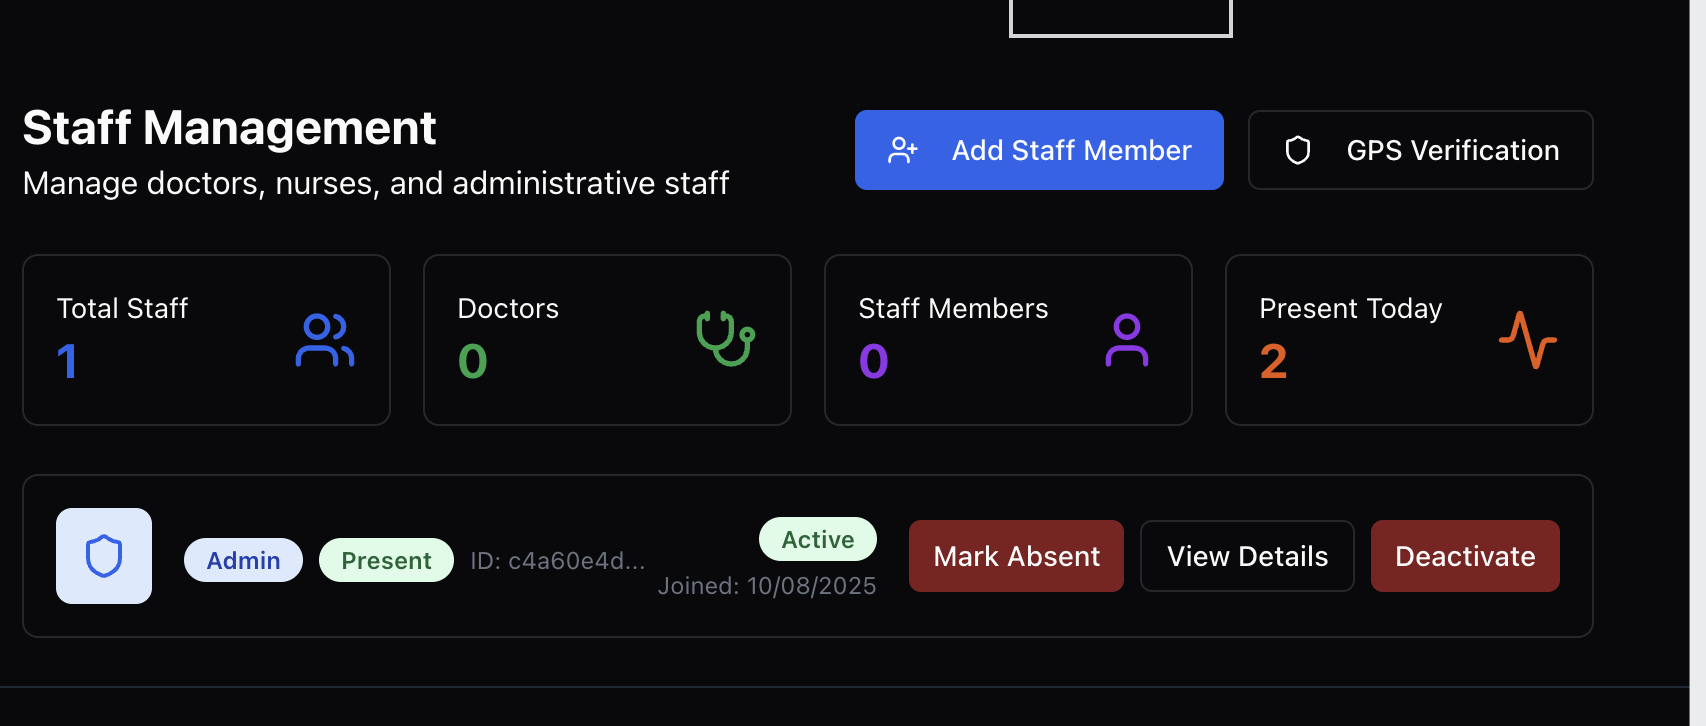 Staff Management
Manage doctors, nurses, and administrative staff
Add Staff Member
GPS Verification
Total Staff
1
Doctors
0
Staff Members
0
Present Today
2
Admin
Present
ID: c4a60e4d...
Active
Joined: 10/08/2025
Mark Absent
View Details
Deactivate